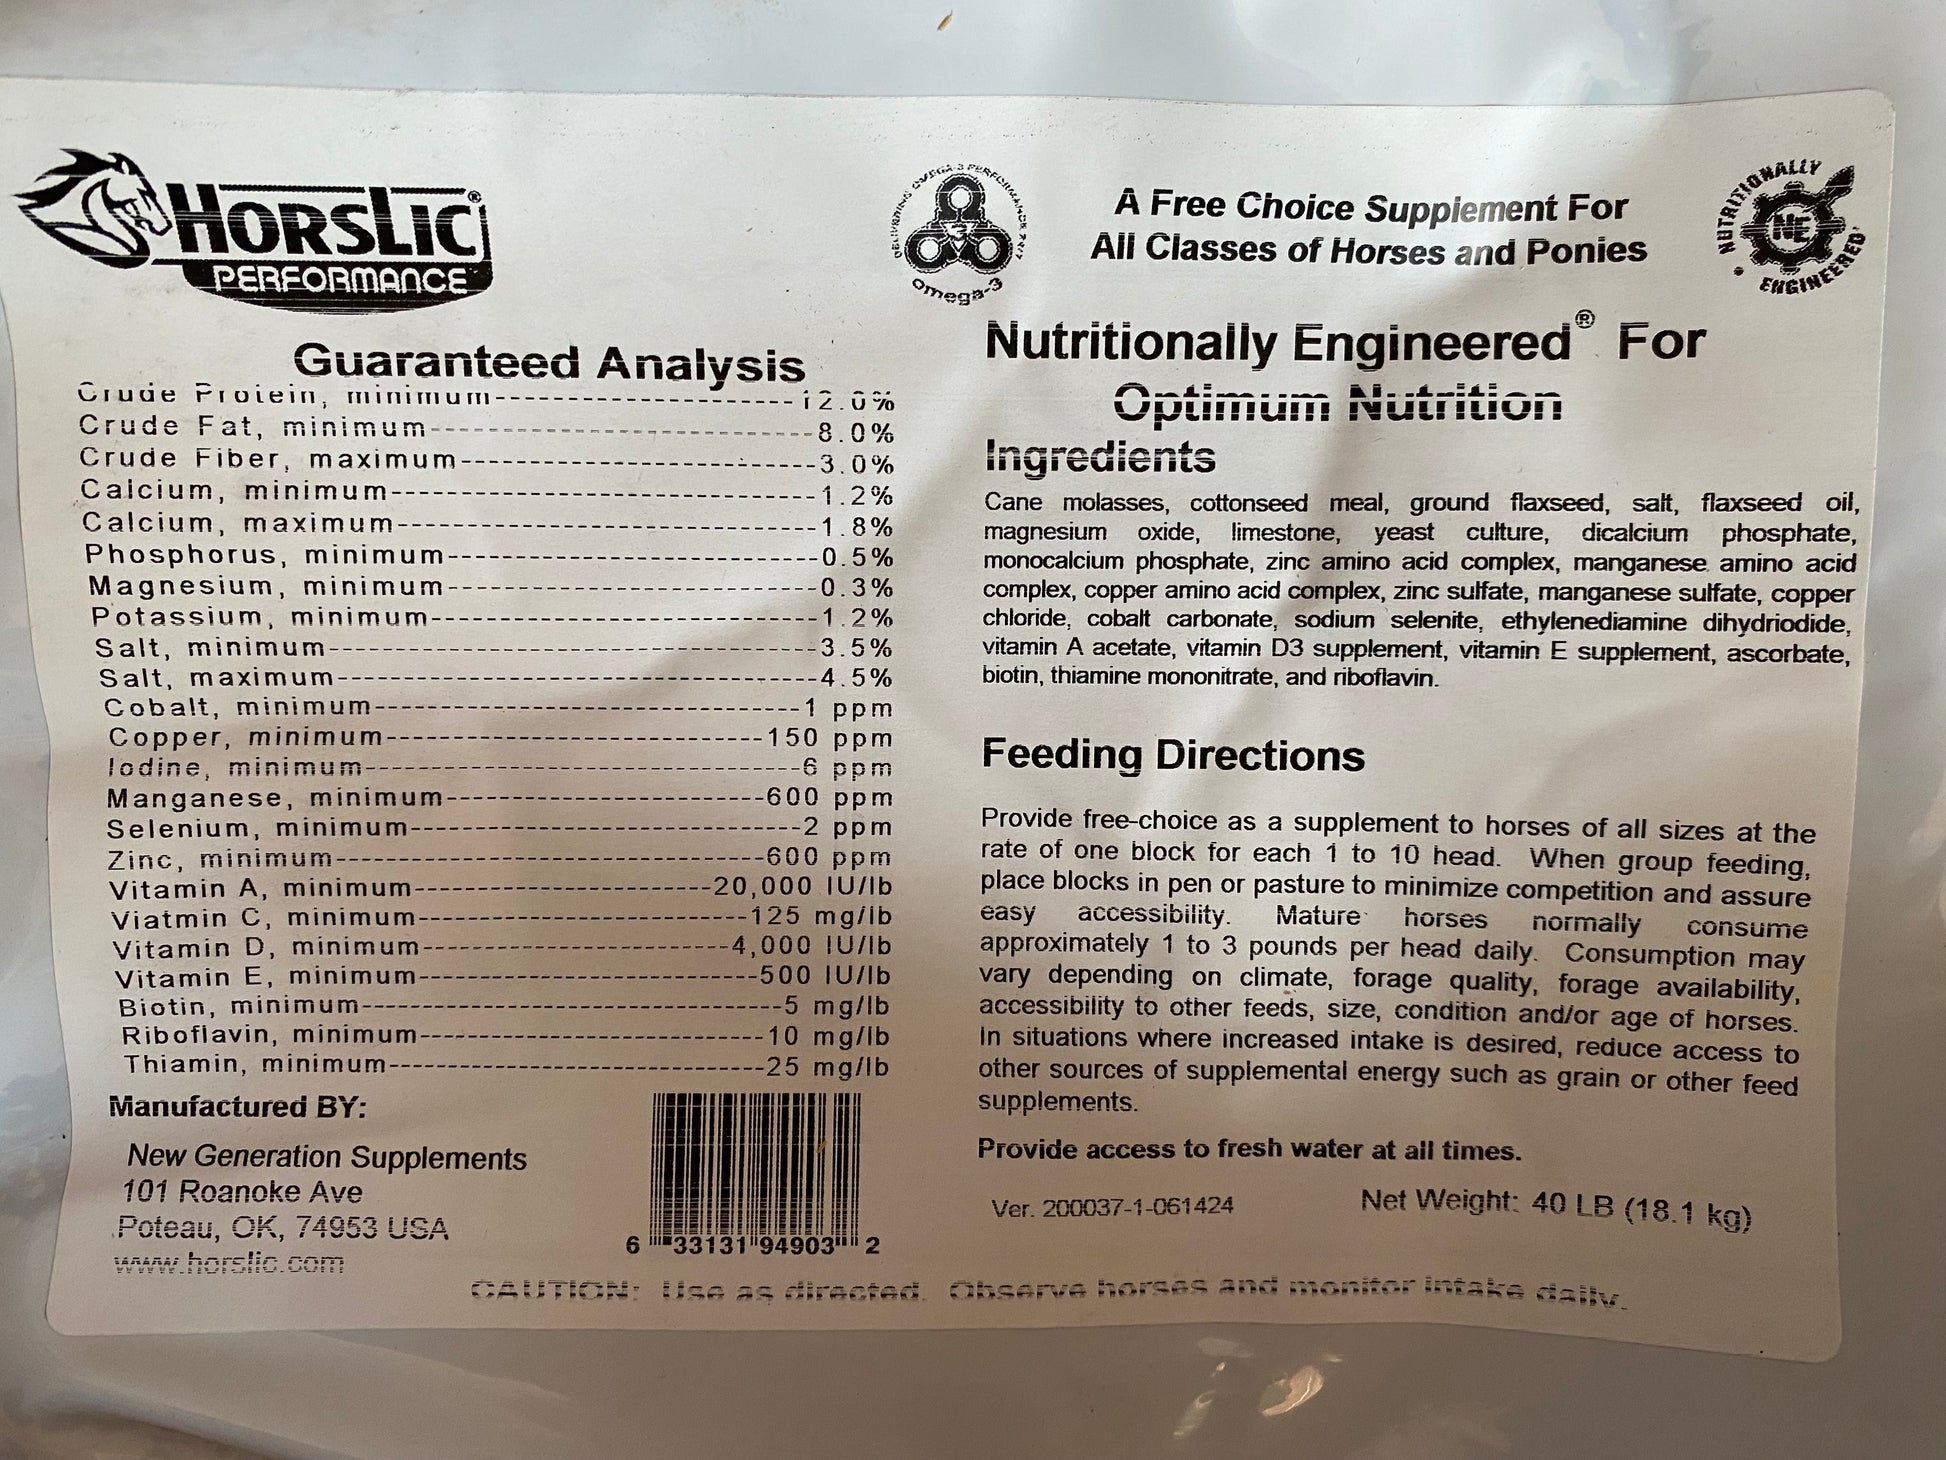 HORSLIC®
PERFORMANCE
DELIVERING OMEGA-3 PERFORMANCE 24/7
3
omega-3
A Free Choice Supplement For
All Classes of Horses and Ponies
NUTRITIONALLY
NE
ENGINEERED
Nutritionally Engineered® For
Optimum Nutrition
Guaranteed Analysis
Crude Protein, minimum---12.0%
Crude Fat, minimum---8.0%
Crude Fiber, maximum---3.0%
Calcium, minimum---1.2%
Calcium, maximum---1.8%
Phosphorus, minimum---0.5%
Magnesium, minimum---0.3%
Potassium, minimum---1.2%
Salt, minimum---3.5%
Salt, maximum---4.5%
Cobalt, minimum---1 ppm
Copper, minimum---150 ppm
Iodine, minimum---6 ppm
Manganese, minimum---600 ppm
Selenium, minimum---2 ppm
Zinc, minimum---600 ppm
Vitamin A, minimum---20,000 IU/lb
Viatmin C, minimum---125 mg/lb
Vitamin D, minimum---4,000 IU/lb
Vitamin E, minimum---500 IU/lb
Biotin, minimum---5 mg/lb
Riboflavin, minimum---10 mg/lb
Thiamin, minimum---25 mg/lb
Manufactured BY:
New Generation Supplements
101 Roanoke Ave
Poteau, OK, 74953 USA
www.horslic.com
6 33131 94903 2
Ingredients
Cane molasses, cottonseed meal, ground flaxseed, salt, flaxseed oil,
magnesium oxide, limestone, yeast culture, dicalcium phosphate,
monocalcium phosphate, zinc amino acid complex, manganese amino acid
complex, copper amino acid complex, zinc sulfate, manganese sulfate, copper
chloride, cobalt carbonate, sodium selenite, ethylenediamine dihydriodide,
vitamin A acetate, vitamin D3 supplement, vitamin E supplement, ascorbate,
biotin, thiamine mononitrate, and riboflavin.
Feeding Directions
Provide free-choice as a supplement to horses of all sizes at the
rate of one block for each 1 to 10 head. When group feeding,
place blocks in pen or pasture to minimize competition and assure
easy accessibility. Mature horses normally consume
approximately 1 to 3 pounds per head daily. Consumption may
vary depending on climate, forage quality, forage availability,
accessibility to other feeds, size, condition and/or age of horses.
In situations where increased intake is desired, reduce access to
other sources of supplemental energy such as grain or other feed
supplements.
Provide access to fresh water at all times.
Ver. 200037-1-061424
Net Weight: 40 LB (18.1 kg)
CAUTION: Use as directed. Observe horses and monitor intake daily.